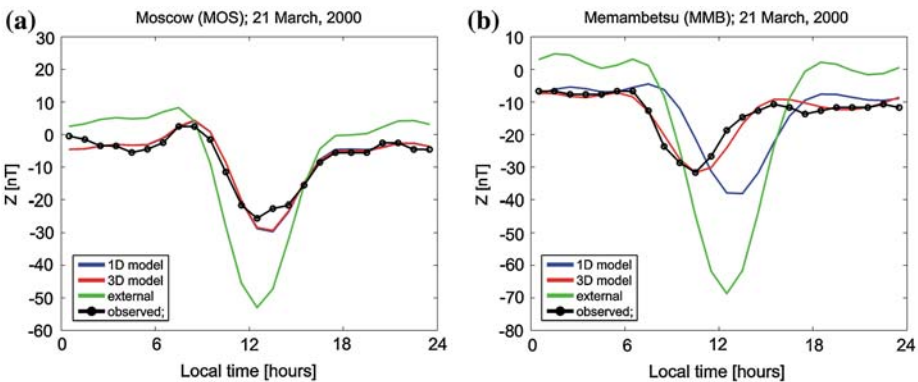 (a)
Moscow (MOS); 21 March, 2000
30
20
10
0
-10
-20
-30
-40
-50
-60
Z [nT]
1D model
3D model
external
observed;
0
6
12
18
24
Local time [hours]
(b)
Memambetsu (MMB); 21 March, 2000
10
0
-10
-20
-30
-40
-50
-60
-70
-80
Z [nT]
1D model
3D model
external
observed;
0
6
12
18
24
Local time [hours]